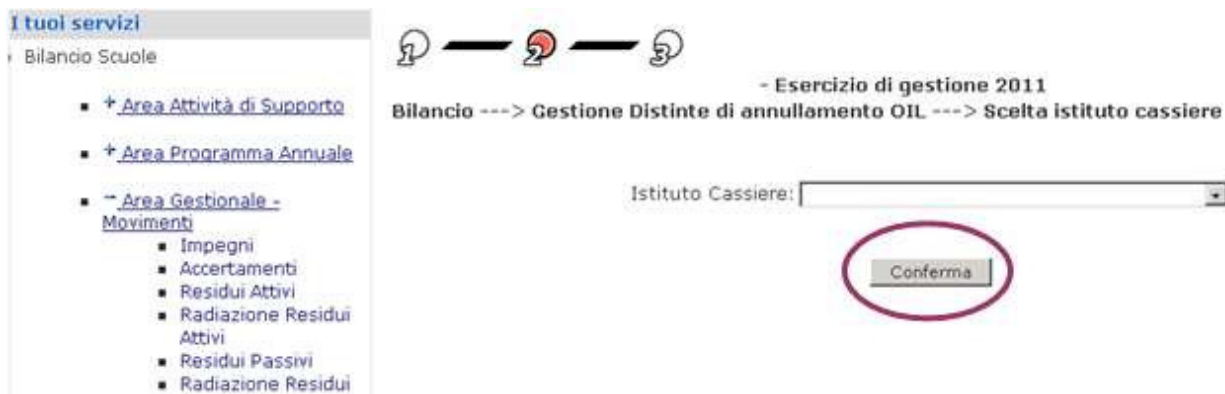 I tuoi servizi
Bilancio Scuole
+ Area Attività di Supporto
+ Area Programma Annuale
- Area Gestionale -
Movimenti
Impegni
Accertamenti
Residui Attivi
Radiazione Residui
Attivi
Residui Passivi
Radiazione Residui
1 2 3
- Esercizio di gestione 2011
Bilancio ---> Gestione Distinte di annullamento OIL ---> Scelta istituto cassiere
Istituto Cassiere:
Conferma